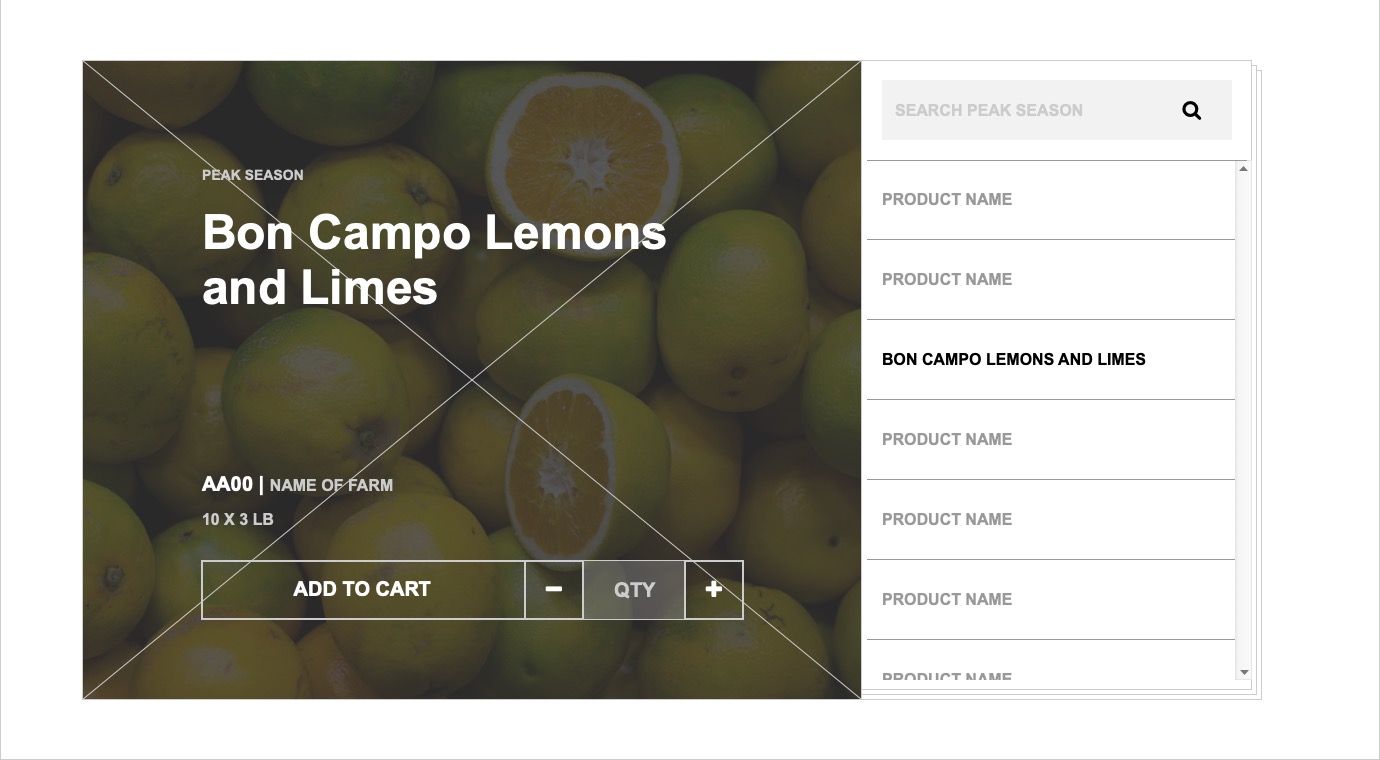 PEAK SEASON
Bon Campo Lemons
and Limes
AA00 | NAME OF FARM
10 X 3 LB
ADD TO CART
QTY
SEARCH PEAK SEASON
PRODUCT NAME
PRODUCT NAME
BON CAMPO LEMONS AND LIMES
PRODUCT NAME
PRODUCT NAME
PRODUCT NAME
PRODUCT NAME